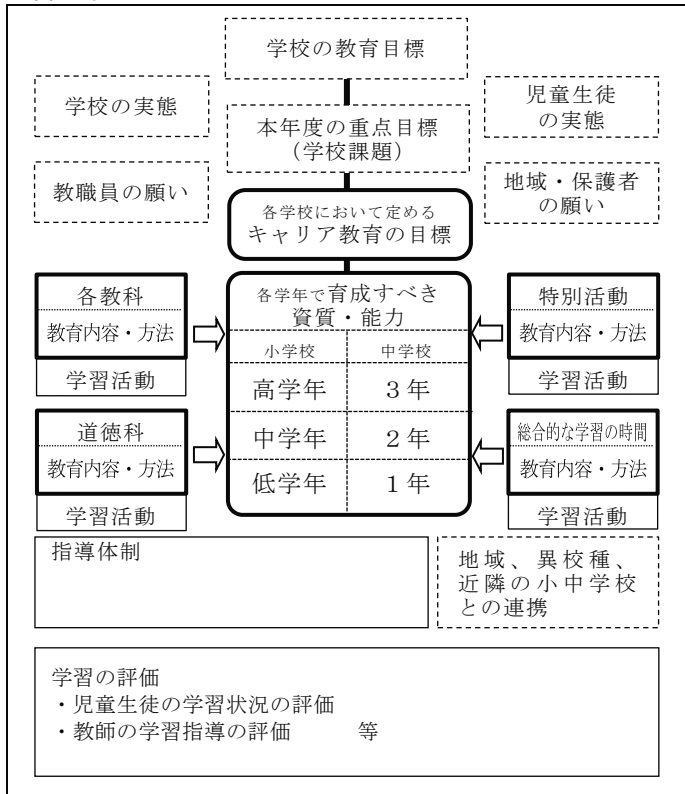 学校の教育目標
学校の実態
児童生徒
の実態
本年度の重点目標
(学校課題)
教職員の願い
地域・保護者
の願い
各学校において定める
キャリア教育の目標
各教科
教育内容・方法
学習活動
各学年で育成すべき
資質・能力
小学校 中学校
高学年 3年
中学年 2年
低学年 1年
特別活動
教育内容・方法
学習活動
道徳科
教育内容・方法
学習活動
総合的な学習の時間
教育内容・方法
学習活動
指導体制
地域、異校種、
近隣の小中学校
との連携
学習の評価
・児童生徒の学習状況の評価
・教師の学習指導の評価 等